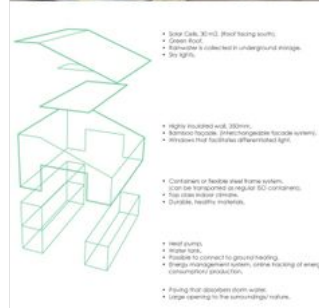 • Solar Cells, 30 m2. (Roof facing south).
• Green Roof.
• Rainwater is collected in underground storage.
• Sky lights.
• Highly insulated wall, 350mm.
• Bamboo façade. (Interchangeable facade system).
• Windows that facilitates differentiated light.
• Containers or flexible steel frame system.
(can be transported as regular ISO containers).
• Top class indoor climate.
• Durable, healthy materials.
• Heat pump.
• Water tank.
• Possible to connect to ground heating.
• Energy management system, online tracking of energy
consumption/ production.
• Paving that absorbers storm water.
• Large opening to the surroundings/ nature.